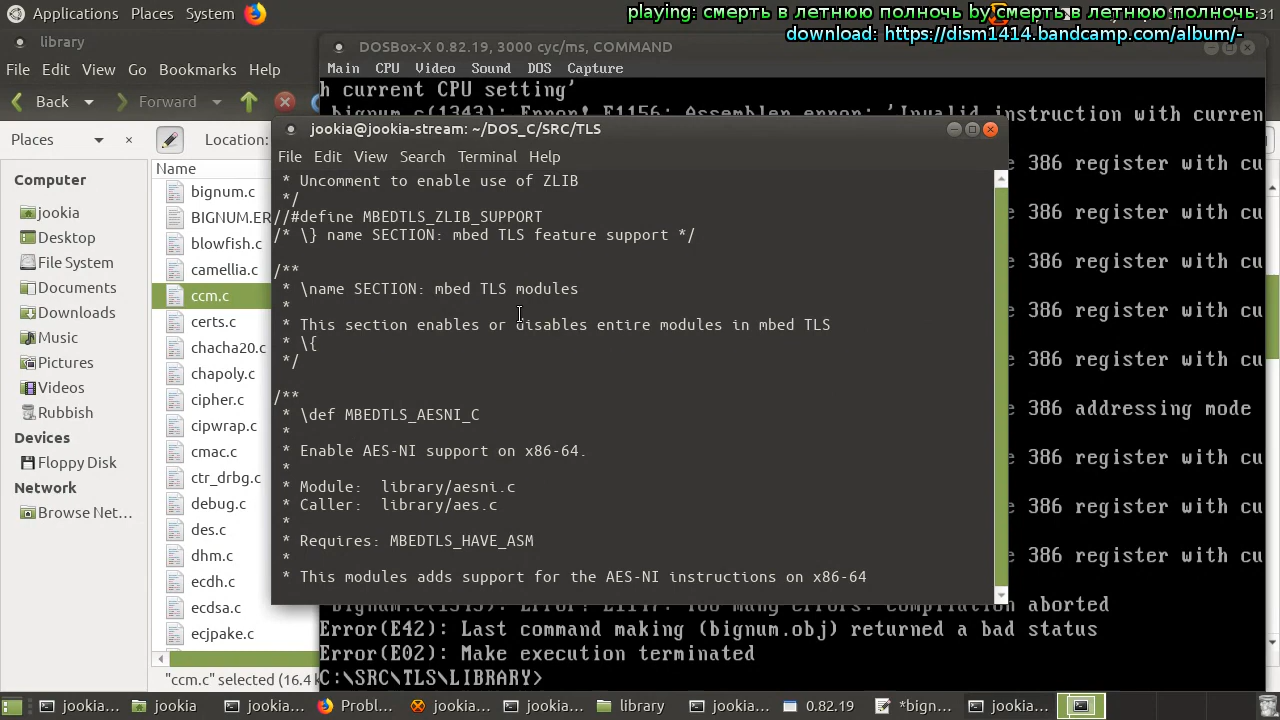 Applications Places System
playing: смерть в летнюю полночь by смерть в летнюю полночь
download: https://dism1414.bandcamp.com/album/-
:31
library
File Edit View Go Bookmarks Help
Back Forward
Places
Location:
Computer
Desktop
File System
Documents
Downloads
Music
Videos
Devices
Floppy Disk
Network
Browse Net…
Name
bignum.c
ccm.c
certs.c
cipher.c
cmac.c
debug.c
des.c
dhm.c
ecdh.c
ecdsa.c
ecjpake.c
"ccm.c" selected (16.4
DOSBox-X 0.82.19, 3000 cyc/ms, COMMAND
Main CPU Video Sound DOS Capture
h current CPU setting'
bignum.c(1343): Error! E1156: Assembler error: 'Invalid instruction with curren
386 register with cu
386 register with cu
386 register with cu
386 register with cu
386 register with cu
addressing mode
386 register with cu
386 register with cu
386 register with cu
Error(E42): Last command making (bignum.obj) returned a bad status
Error(E02): Make execution terminated
C:\SRC\TLS\LIBRARY>
jookia@jookia-stream: ~/DOS_C/SRC/TLS
File Edit View Search Terminal Help
* Uncomment to enable use of ZLIB
*/
//#define MBEDTLS_ZLIB_SUPPORT
/* \} name SECTION: mbed TLS feature support */
/**
* \name SECTION: mbed TLS modules
*
* This section enables or disables entire modules in mbed TLS
* \{
*/
/**
* \def MBEDTLS_AESNI_C
*
* Enable AES-NI support on x86-64.
*
* Module: library/aesni.c
* Caller: library/aes.c
*
* Requires: MBEDTLS_HAVE_ASM
*
* This modules adds support for the AES-NI instructions on x86-64
jookia… jookia jookia… Probl… jookia… jookia… library jookia… 0.82.19 *bign… jookia…